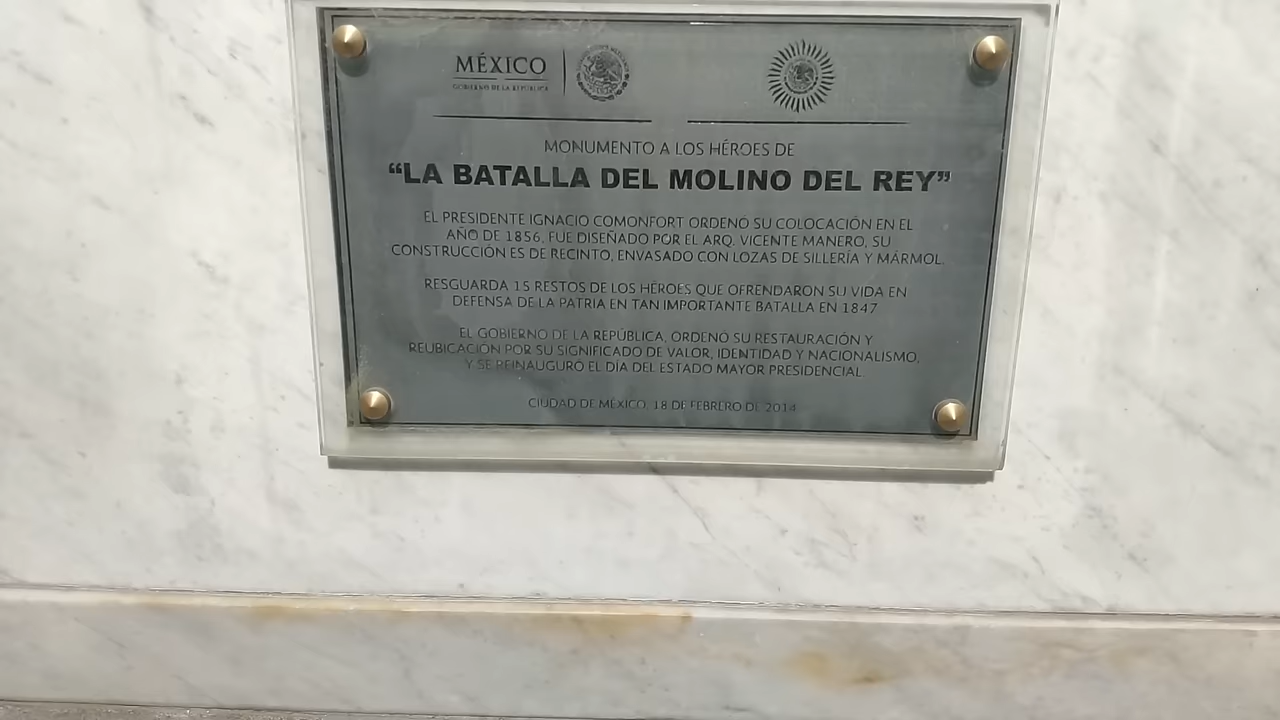 MÉXICO
GOBIERNO DE LA REPÚBLICA
MONUMENTO A LOS HÉROES DE
“LA BATALLA DEL MOLINO DEL REY”
EL PRESIDENTE IGNACIO COMONFORT ORDENÓ SU COLOCACIÓN EN EL
AÑO DE 1856, FUE DISEÑADO POR EL ARQ. VICENTE MANERO, SU
CONSTRUCCIÓN ES DE RECINTO, ENVASADO CON LOZAS DE SILLERÍA Y MÁRMOL.
RESGUARDA 15 RESTOS DE LOS HÉROES QUE OFRENDARON SU VIDA EN
DEFENSA DE LA PATRIA EN TAN IMPORTANTE BATALLA EN 1847
EL GOBIERNO DE LA REPÚBLICA, ORDENÓ SU RESTAURACIÓN Y
REUBICACIÓN POR SU SIGNIFICADO DE VALOR, IDENTIDAD Y NACIONALISMO,
Y SE REINAUGURÓ EL DÍA DEL ESTADO MAYOR PRESIDENCIAL
CIUDAD DE MÉXICO, 18 DE FEBRERO DE 2014